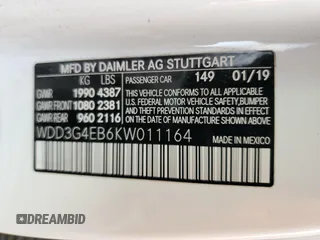 MFD BY DAIMLER AG STUTTGART
KG LBS PASSENGER CAR 149 01/19
GVWR 1990 4387
GAWR FRONT 1080 2381
GAWR REAR 960 2116
THIS VEHICLE CONFORMS TO ALL APPLICABLE
U.S. FEDERAL MOTOR VEHICLE SAFETY,
BUMPER, AND THEFT PREVENTION STANDARDS
IN EFFECT ON THE DATE OF
MANUFACTURE SHOWN ABOVE.
WDD3G4EB6KW011164
MADE IN MEXICO
DREAMBID